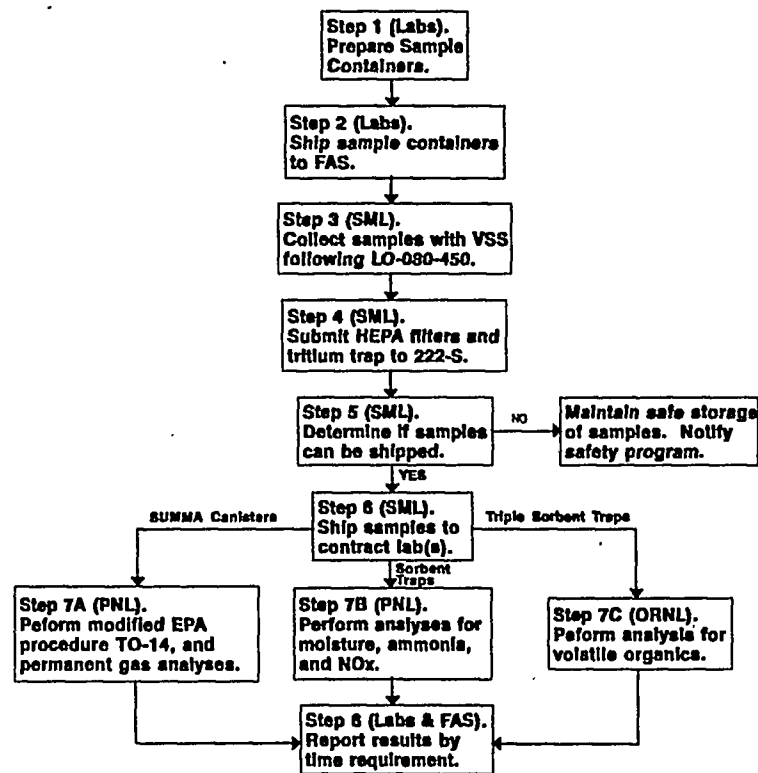 Step 1 (Labs).
Prepare Sample
Containers.
Step 2 (Labs).
Ship sample containers
to FAS.
Step 3 (SML).
Collect samples with VSS
following LO-080-450.
Step 4 (SML).
Submit HEPA filters and
tritium trap to 222-S.
Step 5 (SML).
Determine if samples
can be shipped.
NO
Maintain safe storage
of samples. Notify
safety program.
YES
Step 6 (SML).
Ship samples to
contract lab(s).
SUMMA Canisters
Sorbent
Traps
Triple Sorbent Traps
Step 7A (PNL).
Peform modified EPA
procedure TO-14, and
permanent gas analyses.
Step 7B (PNL).
Perform analyses for
moisture, ammonia,
and NOx.
Step 7C (ORNL).
Peform analysis for
volatile organics.
Step 6 (Labs & FAS).
Report results by
time requirement.